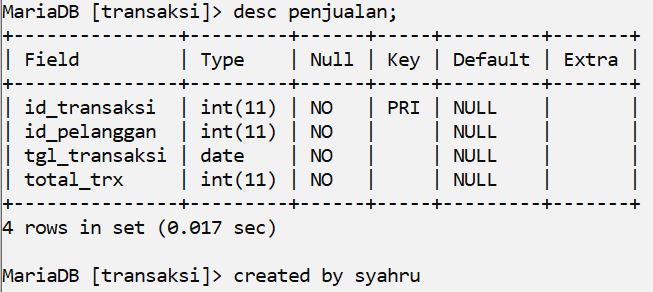 MariaDB [transaksi]> desc penjualan;
+---------------+---------+------+-----+---------+-------+
| Field         | Type    | Null | Key | Default | Extra |
+---------------+---------+------+-----+---------+-------+
| id_transaksi  | int(11) | NO   | PRI | NULL    |       |
| id_pelanggan  | int(11) | NO   |     | NULL    |       |
| tgl_transaksi | date    | NO   |     | NULL    |       |
| total_trx     | int(11) | NO   |     | NULL    |       |
+---------------+---------+------+-----+---------+-------+
4 rows in set (0.017 sec)
MariaDB [transaksi]> created by syahru